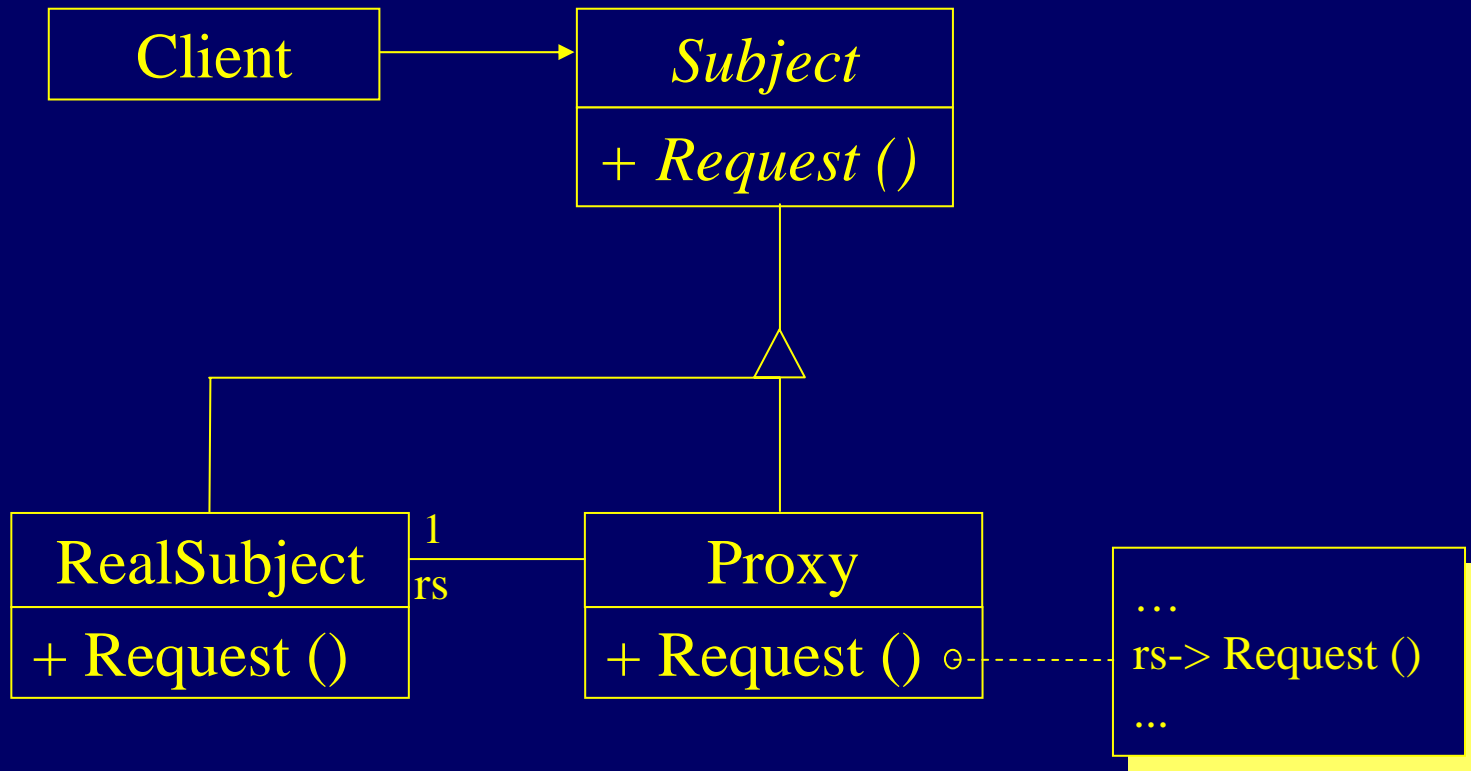 Client
Subject
+ Request ()
RealSubject
+ Request ()
1
rs
Proxy
+ Request ()
...
rs-> Request ()
...